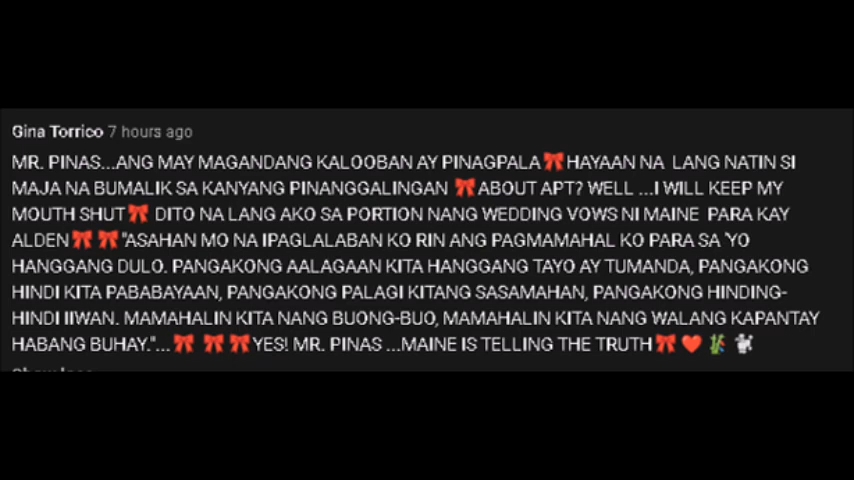 Gina Torrico 7 hours ago
MR. PINAS...ANG MAY MAGANDANG KALOOBAN AY PINAGPALA🎀HAYAAN NA LANG NATIN SI
MAJA NA BUMALIK SA KANYANG PINANGGALINGAN 🎀ABOUT APT? WELL ...I WILL KEEP MY
MOUTH SHUT🎀 DITO NA LANG AKO SA PORTION NANG WEDDING VOWS NI MAINE PARA KAY
ALDEN🎀🎀"ASAHAN MO NA IPAGLALABAN KO RIN ANG PAGMAMAHAL KO PARA SA 'YO
HANGGANG DULO. PANGAKONG AALAGAAN KITA HANGGANG TAYO AY TUMANDA, PANGAKONG
HINDI KITA PABABAYAAN, PANGAKONG PALAGI KITANG SASAMAHAN, PANGAKONG HINDING-
HINDI IIWAN. MAMAHALIN KITA NANG BUONG-BUO, MAMAHALIN KITA NANG WALANG KAPANTAY
HABANG BUHAY."...🎀🎀🎀YES! MR. PINAS ...MAINE IS TELLING THE TRUTH🎀❤️🎋🐩